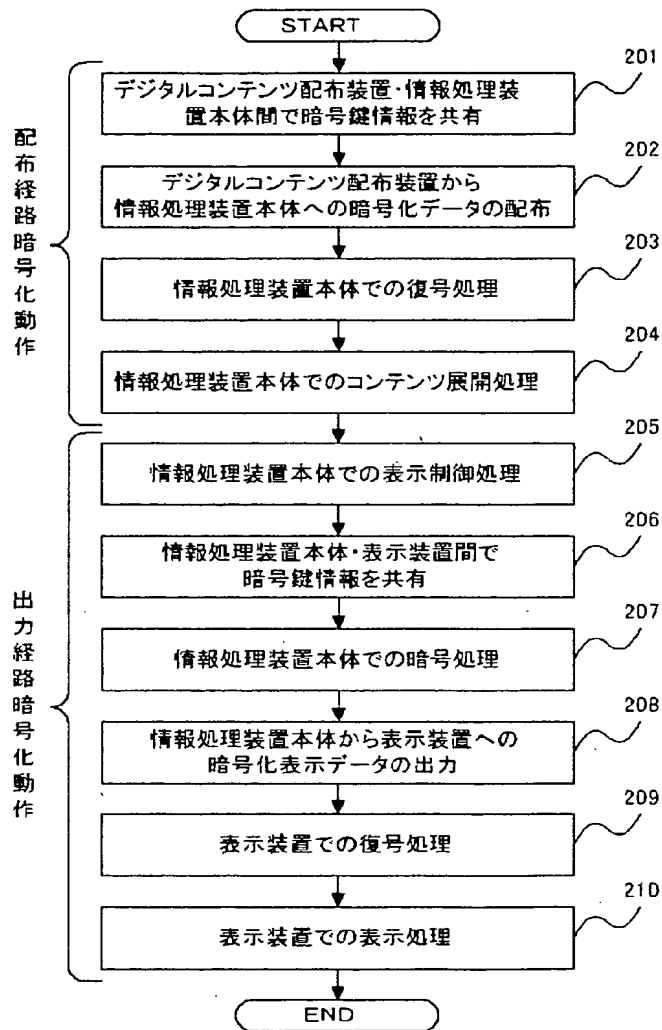 START
201
デジタルコンテンツ配布装置・情報処理装
置本体間で暗号鍵情報を共有
202
デジタルコンテンツ配布装置から
情報処理装置本体への暗号化データの配布
203
情報処理装置本体での復号処理
204
情報処理装置本体でのコンテンツ展開処理
配布経路暗号化動作
205
情報処理装置本体での表示制御処理
206
情報処理装置本体・表示装置間で
暗号鍵情報を共有
207
情報処理装置本体での暗号処理
208
情報処理装置本体から表示装置への
暗号化表示データの出力
209
表示装置での復号処理
210
表示装置での表示処理
出力経路暗号化動作
END